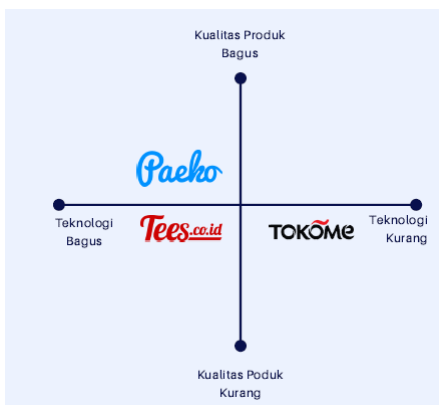 Kualitas Produk
Bagus
Paeko
Teknologi
Bagus
Tees.co.id
TOKOMe
Teknologi
Kurang
Kualitas Poduk
Kurang